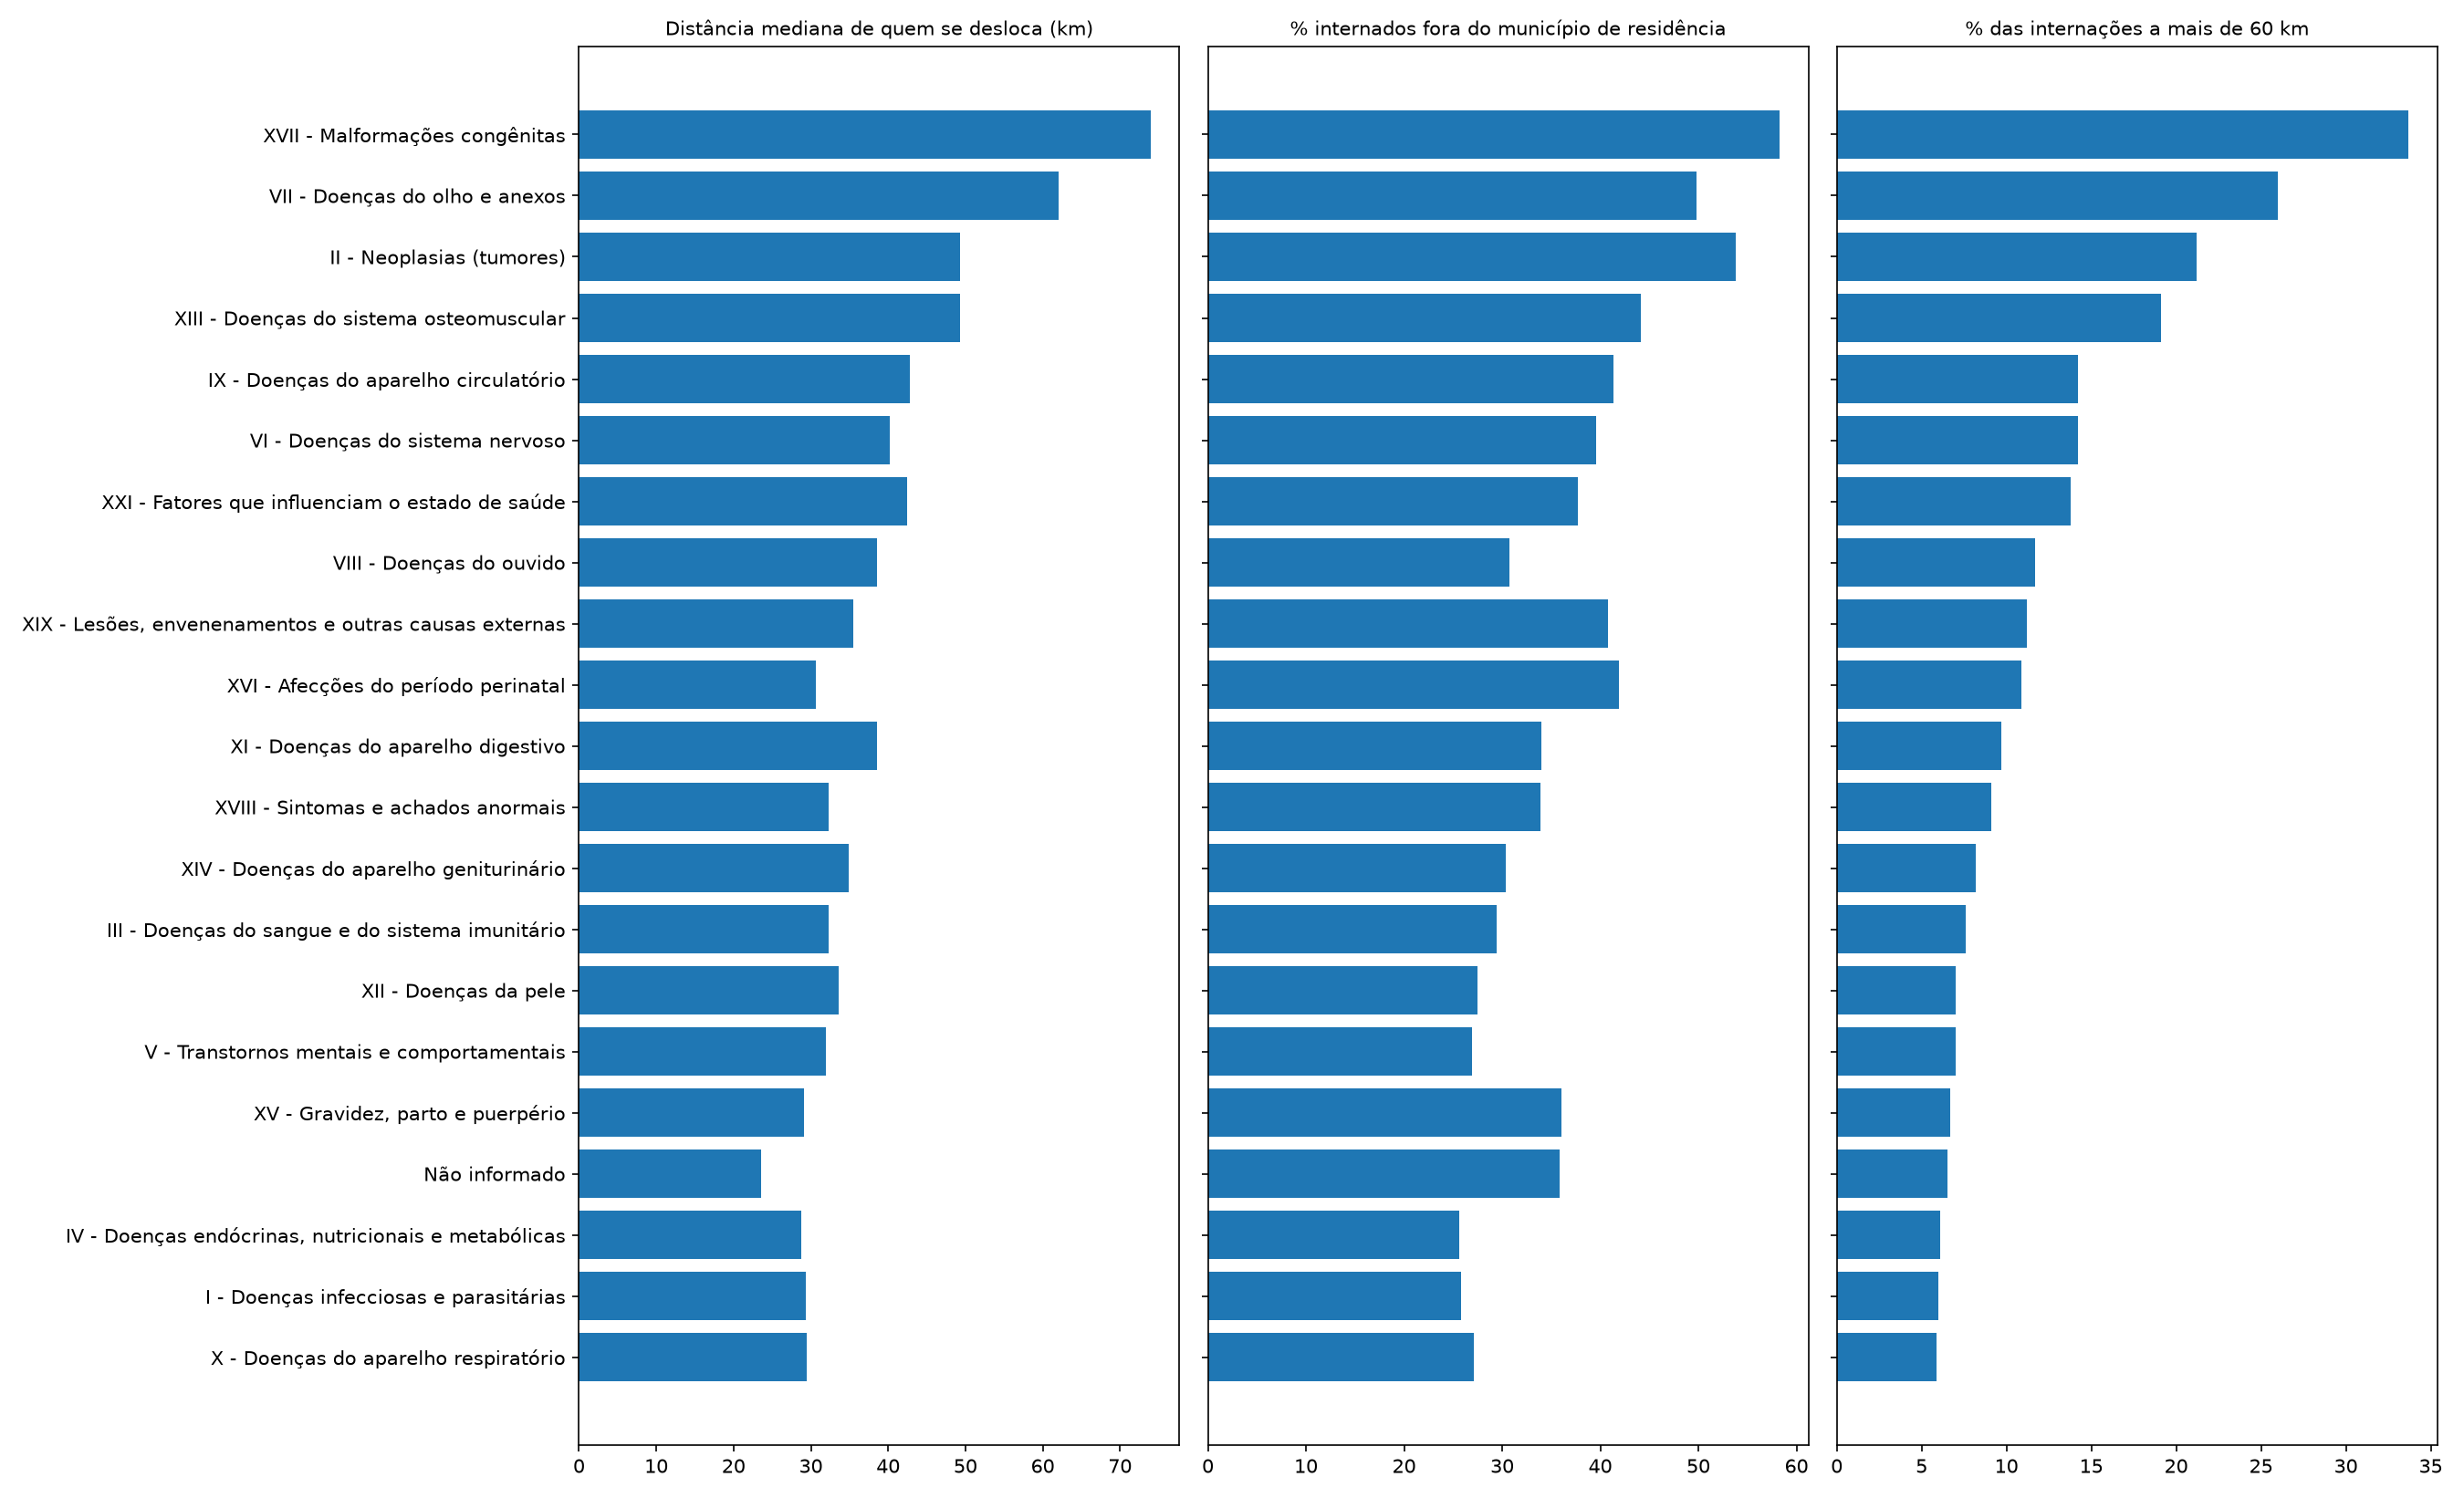 Distância mediana de quem se desloca (km)
% internados fora do município de residência
% das internações a mais de 60 km
XVII - Malformações congênitas
VII - Doenças do olho e anexos
II - Neoplasias (tumores)
XIII - Doenças do sistema osteomuscular
IX - Doenças do aparelho circulatório
VI - Doenças do sistema nervoso
XXI - Fatores que influenciam o estado de saúde
VIII - Doenças do ouvido
XIX - Lesões, envenenamentos e outras causas externas
XVI - Afecções do período perinatal
XI - Doenças do aparelho digestivo
XVIII - Sintomas e achados anormais
XIV - Doenças do aparelho geniturinário
III - Doenças do sangue e do sistema imunitário
XII - Doenças da pele
V - Transtornos mentais e comportamentais
XV - Gravidez, parto e puerpério
Não informado
IV - Doenças endócrinas, nutricionais e metabólicas
I - Doenças infecciosas e parasitárias
X - Doenças do aparelho respiratório
0 10 20 30 40 50 60 70
0 10 20 30 40 50 60
0 5 10 15 20 25 30 35